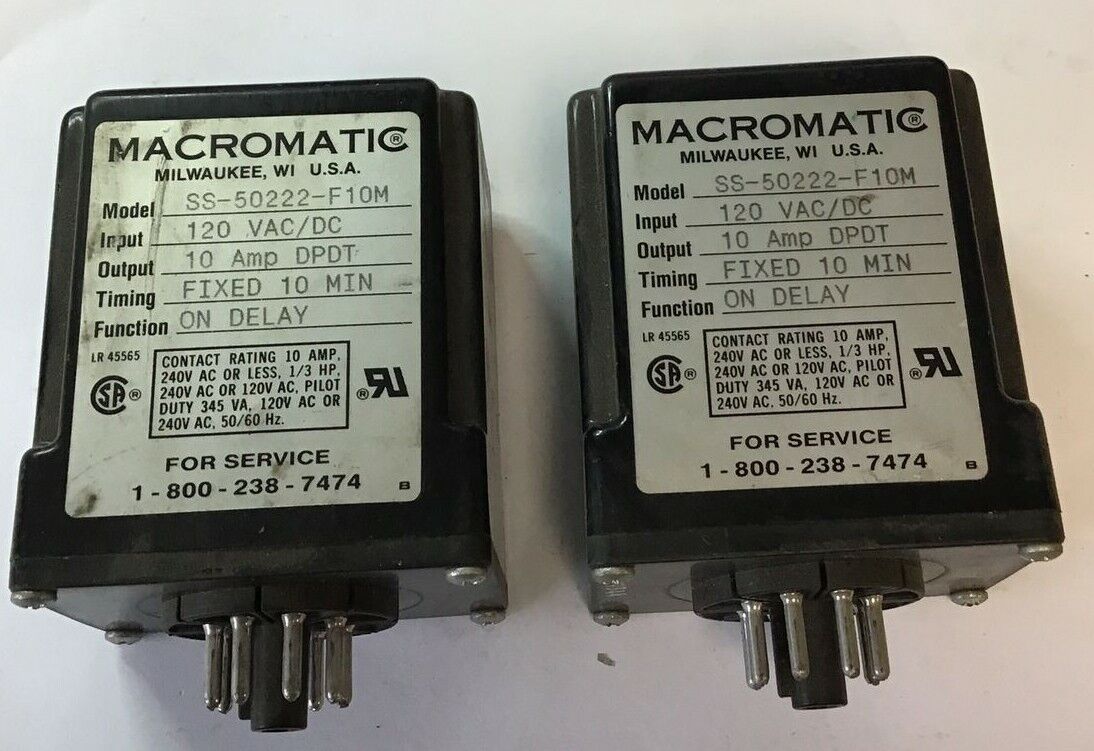 MACROMATIC ®
MILWAUKEE, WI U.S.A.
Model SS-50222-F10M
Input 120 VAC/DC
Output 10 Amp DPDT
Timing FIXED 10 MIN
Function ON DELAY
LR 45565
CONTACT RATING 10 AMP,
240V AC OR LESS, 1/3 HP,
240V AC OR 120V AC, PILOT
DUTY 345 VA, 120V AC OR
240V AC, 50/60 Hz.
SA ®
® RU
FOR SERVICE
1-800-238-7474
B
MACROMATIC ®
MILWAUKEE, WI U.S.A.
Model SS-50222-F10M
Input 120 VAC/DC
Output 10 Amp DPDT
Timing FIXED 10 MIN
Function ON DELAY
LR 45565
CONTACT RATING 10 AMP,
240V AC OR LESS, 1/3 HP,
240V AC OR 120V AC, PILOT
DUTY 345 VA, 120V AC OR
240V AC, 50/60 Hz.
SA ®
® RU
FOR SERVICE
1-800-238-7474
B